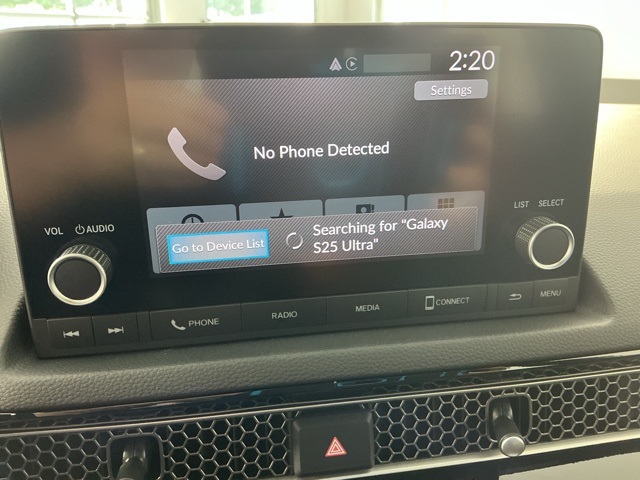 2:20
Settings
No Phone Detected
Go to Device List
Searching for "Galaxy
S25 Ultra"
VOL
AUDIO
LIST
SELECT
PHONE
RADIO
MEDIA
CONNECT
MENU